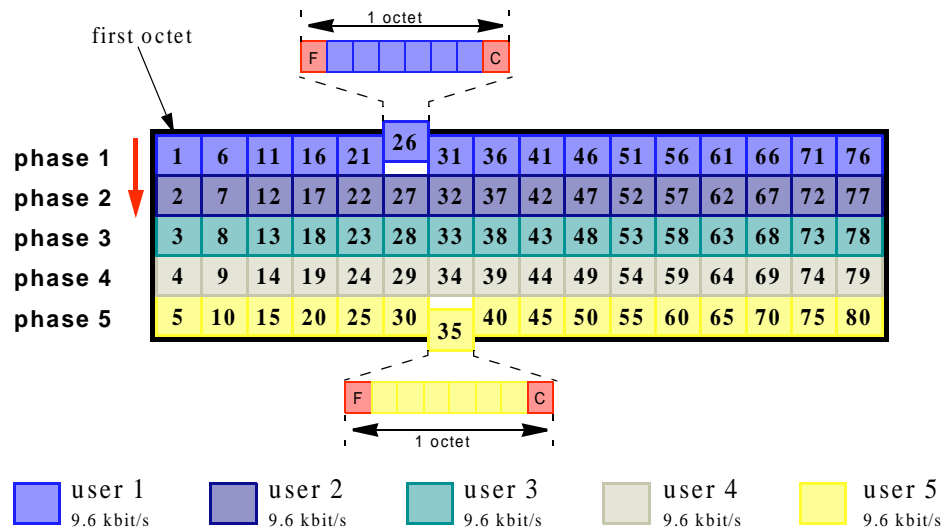 1 octet
first octet
F C
26
phase 1 1 6 11 16 21 31 36 41 46 51 56 61 66 71 76
phase 2 2 7 12 17 22 27 32 37 42 47 52 57 62 67 72 77
phase 3 3 8 13 18 23 28 33 38 43 48 53 58 63 68 73 78
phase 4 4 9 14 19 24 29 34 39 44 49 54 59 64 69 74 79
phase 5 5 10 15 20 25 30 40 45 50 55 60 65 70 75 80
35
F C
1 octet
user 1 user 2 user 3 user 4 user 5
9.6 kbit/s 9.6 kbit/s 9.6 kbit/s 9.6 kbit/s 9.6 kbit/s